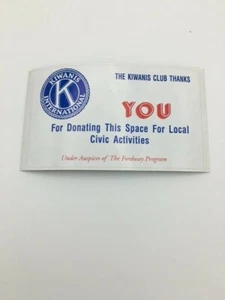 KIWANIS
K
INTERNATIONAL
THE KIWANIS CLUB THANKS
YOU
For Donating This Space For Local
Civic Activities
Under Auspices of The Ferdway Program